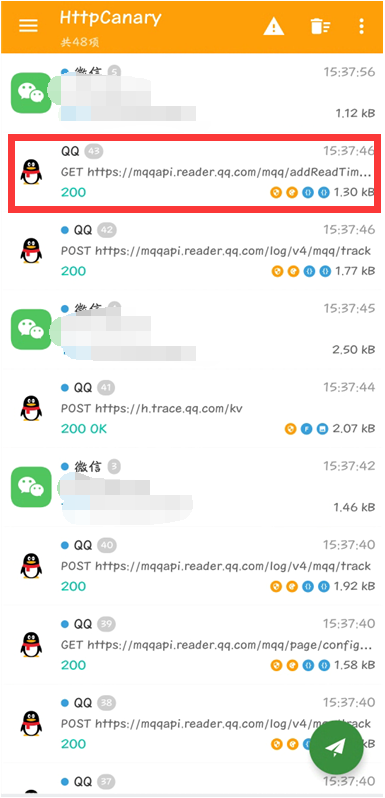 HttpCanary
共48項
微信 5
15:37:56
1.12 kB
QQ 43
15:37:46
GET https://mqqapi.reader.qq.com/mqq/addReadTim...
200
1.30 kB
QQ 42
15:37:46
POST https://mqqapi.reader.qq.com/log/v4/mqq/track
200
1.77 kB
微信
15:37:45
2.50 kB
QQ 41
15:37:44
POST https://h.trace.qq.com/kv
200 OK
2.07 kB
微信 3
15:37:42
1.46 kB
QQ 40
15:37:40
POST https://mqqapi.reader.qq.com/log/v4/mqq/track
200
1.92 kB
QQ 39
15:37:40
GET https://mqqapi.reader.qq.com/mqq/page/config...
200
1.58 kB
QQ 38
15:37:40
POST https://mqqapi.reader.qq.com/log/v4/mqq/track
200
QQ 37
15:37:40